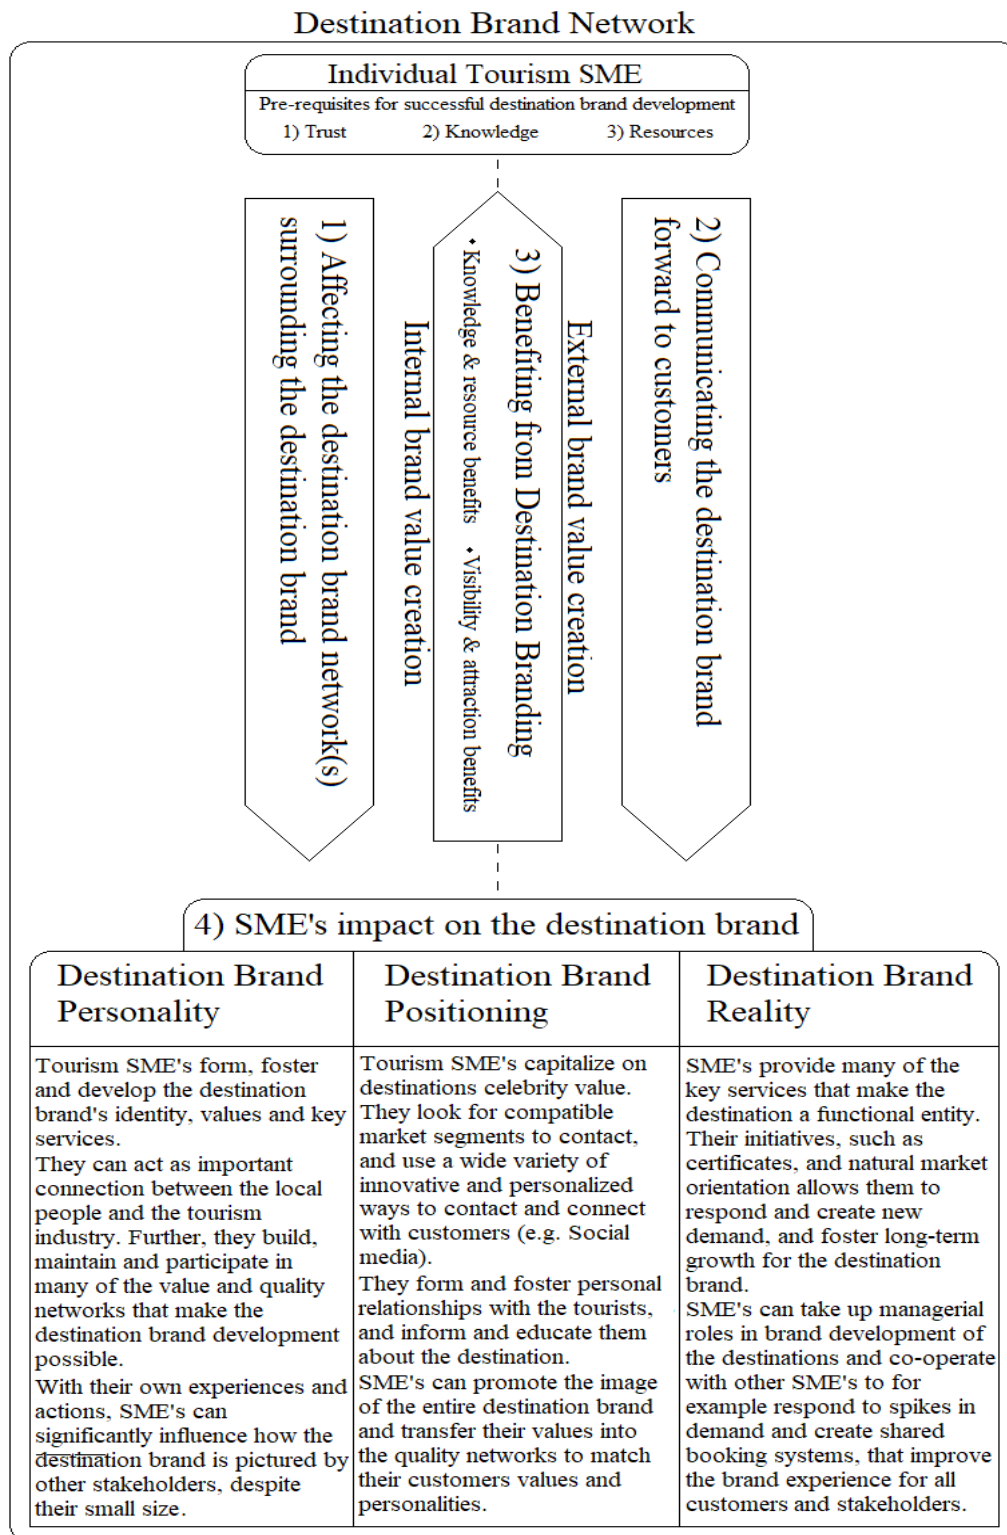 Destination Brand Network
Individual Tourism SME
Pre-requisites for successful destination brand development
1) Trust 2) Knowledge 3) Resources
1) Affecting the destination brand network(s)
surrounding the destination brand
Internal brand value creation
3) Benefiting from Destination Branding
• Knowledge & resource benefits • Visibility & attraction benefits
External brand value creation
2) Communicating the destination brand
forward to customers
4) SME's impact on the destination brand
Destination Brand
Personality
Tourism SME's form, foster
and develop the destination
brand's identity, values and key
services.
They can act as important
connection between the local
people and the tourism
industry. Further, they build,
maintain and participate in
many of the value and quality
networks that make the
destination brand development
possible.
With their own experiences and
actions, SME's can
significantly influence how the
destination brand is pictured by
other stakeholders, despite
their small size.
Destination Brand
Positioning
Tourism SME's capitalize on
destinations celebrity value.
They look for compatible
market segments to contact,
and use a wide variety of
innovative and personalized
ways to contact and connect
with customers (e.g. Social
media).
They form and foster personal
relationships with the tourists,
and inform and educate them
about the destination.
SME's can promote the image
of the entire destination brand
and transfer their values into
the quality networks to match
their customers values and
personalities.
Destination Brand
Reality
SME's provide many of the
key services that make the
destination a functional entity.
Their initiatives, such as
certificates, and natural market
orientation allows them to
respond and create new
demand, and foster long-term
growth for the destination
brand.
SME's can take up managerial
roles in brand development of
the destinations and co-operate
with other SME's to for
example respond to spikes in
demand and create shared
booking systems, that improve
the brand experience for all
customers and stakeholders.